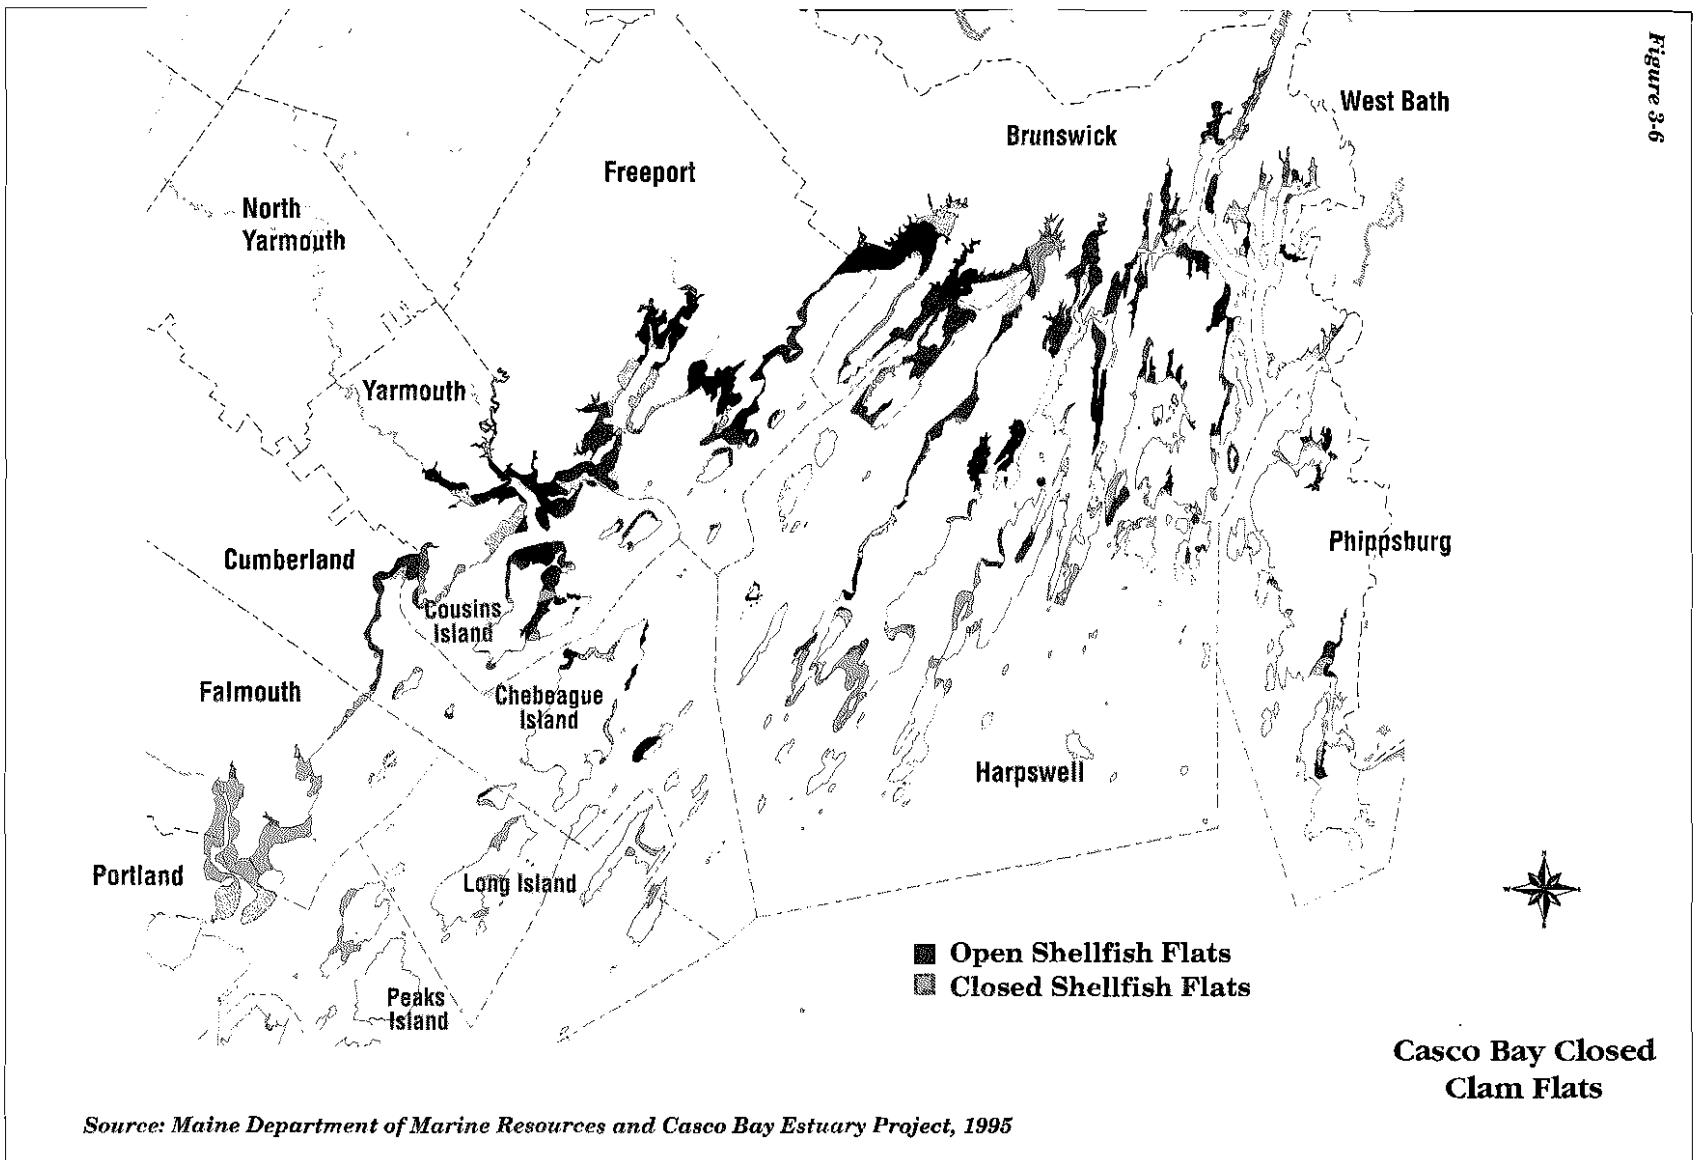 Figure 3-6
West Bath
Brunswick
Freeport
North
Yarmouth
Yarmouth
Cumberland
Cousins
Island
Phippsburg
Falmouth
Chebeague
Island
Harpswell
Portland
Long Island
Peaks
Island
Open Shellfish Flats
Closed Shellfish Flats
Casco Bay Closed
Clam Flats
Source: Maine Department of Marine Resources and Casco Bay Estuary Project, 1995